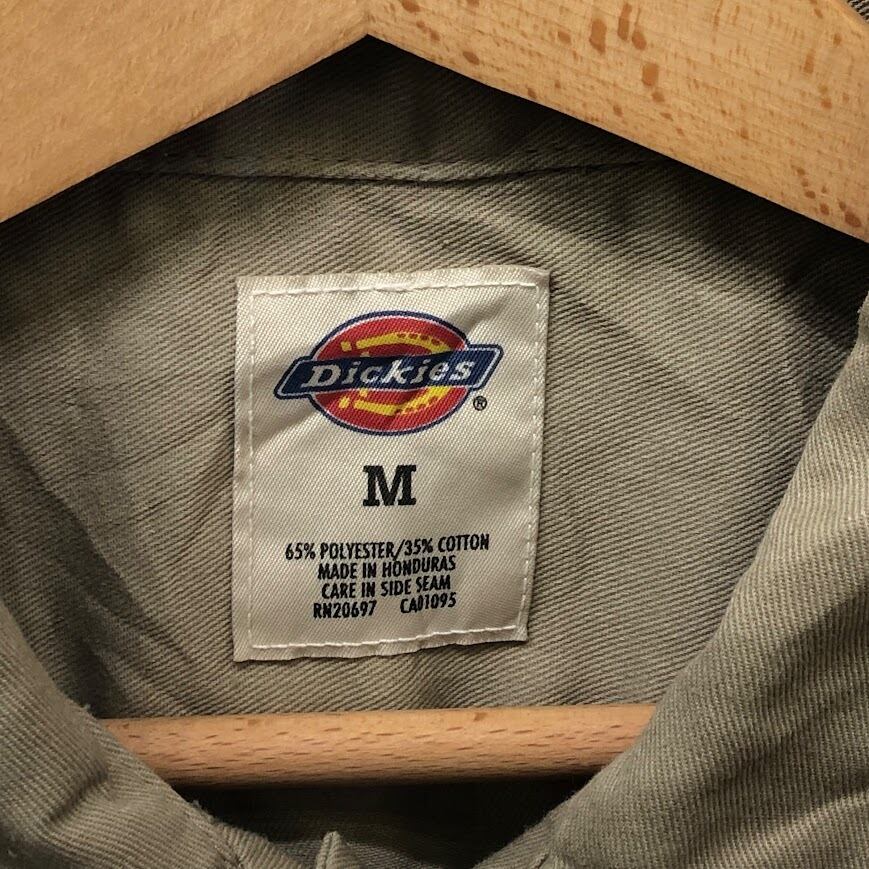 Dickies
®
M
65% POLYESTER/35% COTTON
MADE IN HONDURAS
CARE IN SIDE SEAM
RN20697 CA01095